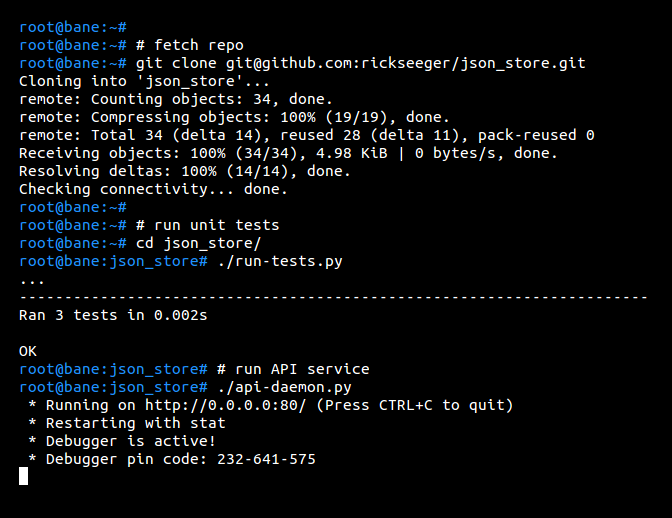 root@bane:~#
root@bane:~# # fetch repo
root@bane:~# git clone git@github.com:rickseeger/json_store.git
Cloning into 'json_store'...
remote: Counting objects: 34, done.
remote: Compressing objects: 100% (19/19), done.
remote: Total 34 (delta 14), reused 28 (delta 11), pack-reused 0
Receiving objects: 100% (34/34), 4.98 KiB | 0 bytes/s, done.
Resolving deltas: 100% (14/14), done.
Checking connectivity... done.
root@bane:~#
root@bane:~# # run unit tests
root@bane:~# cd json_store/
root@bane:json_store# ./run-tests.py
...
----------------------------------------------------------------------
Ran 3 tests in 0.002s

OK
root@bane:json_store# # run API service
root@bane:json_store# ./api-daemon.py
 * Running on http://0.0.0.0:80/ (Press CTRL+C to quit)
 * Restarting with stat
 * Debugger is active!
 * Debugger pin code: 232-641-575